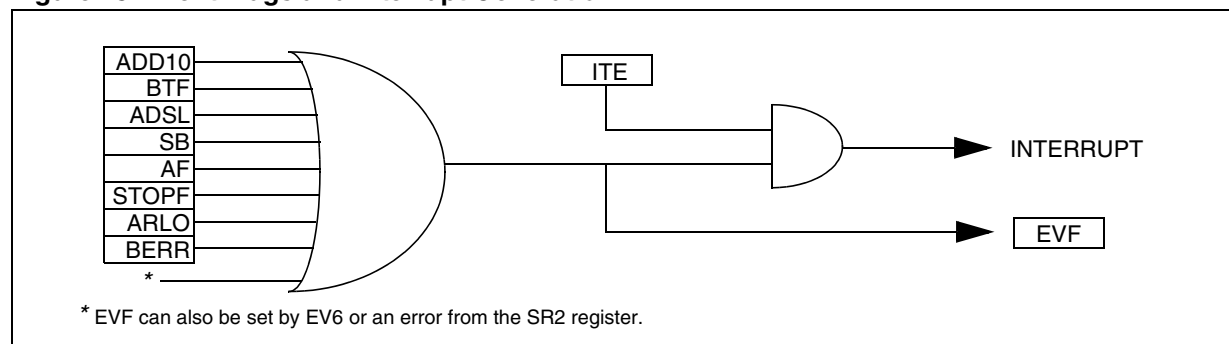 ADD10
BTF
ADSL
SB
AF
STOPF
ARLO
BERR
*
ITE
INTERRUPT
EVF
* EVF can also be set by EV6 or an error from the SR2 register.